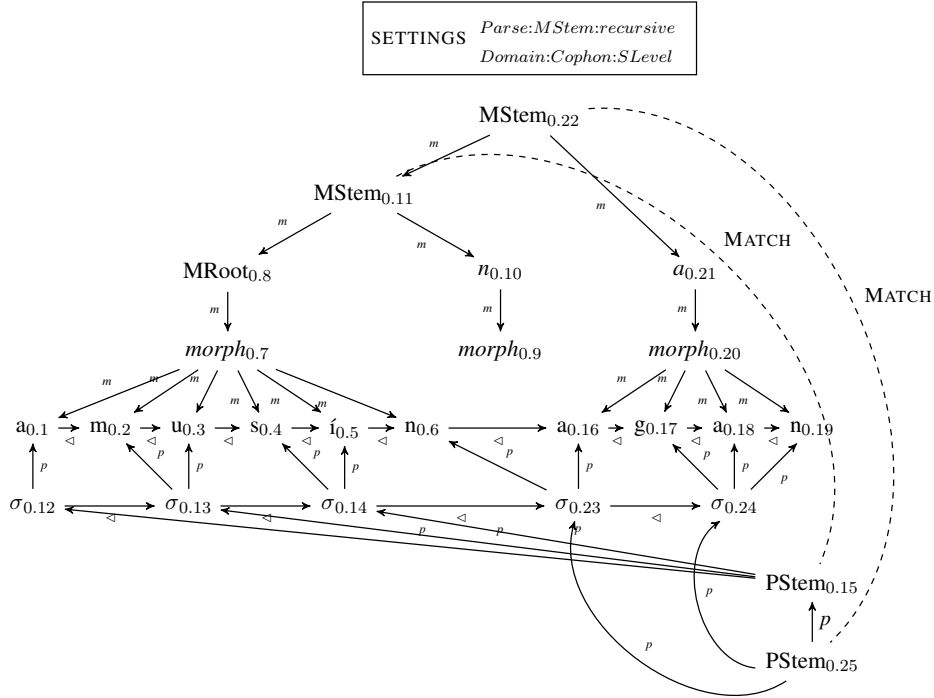 SETTINGS Parse:MStem:recursive
Domain:Cophon:SLevel
MStem0.22
m
MStem0.11
m m m
MATCH
MRoot0.8 n0.10 a0.21
MATCH
m m m
morph0.7 morph0.9 morph0.20
m m m m m m m m m
a0.1 m0.2 u0.3 s0.4 í0.5 n0.6 a0.16 g0.17 a0.18 n0.19
◁ ◁ ◁ ◁ ◁ ◁ ◁ ◁ ◁
p p p p p p p p p p
σ0.12 σ0.13 σ0.14 σ0.23 σ0.24
◁ ◁ ◁ ◁
p p p
PStem0.15
p
p
p
PStem0.25